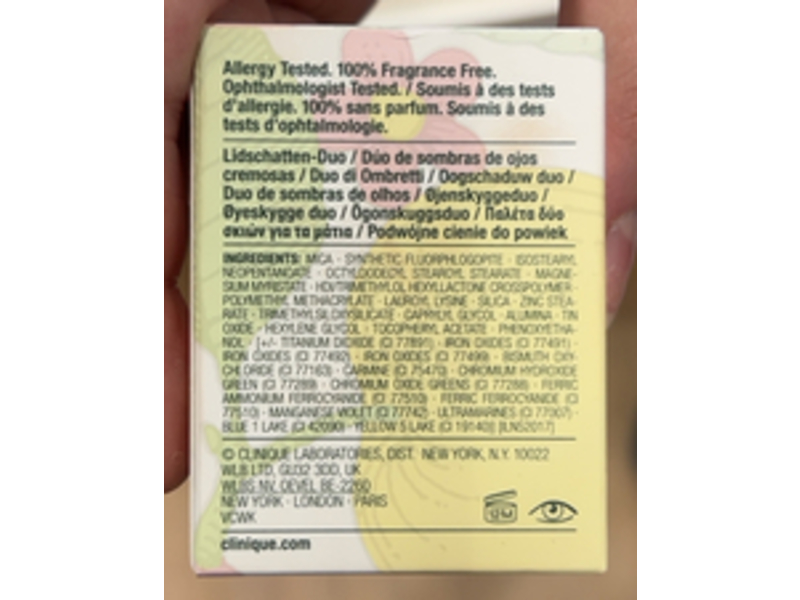 Allergy Tested. 100% Fragrance Free.
Ophthalmologist Tested. / Soumis à des tests
d'allergie. 100% sans parfum. Soumis à des
tests d'ophtalmologie.
Lidschatten-Duo / Dúo de sombras de ojos
cremosas / Duo di Ombretti / Oogschaduw duo /
Duo de sombras de olhos / Øjenskyggeduo /
Øyeskygge duo / Ögonskuggsduo / Παλέτα δύο
σκιών για τα μάτια / Podwójne cienie do powiek
INGREDIENTS: MICA · SYNTHETIC FLUORPHLOGOPITE · ISOSTEARYL
NEOPENTANOATE · OCTYLDODECYL STEAROYL STEARATE · MAGNE-
SIUM MYRISTATE · HDI/TRIMETHYLOL HEXYLLACTONE CROSSPOLYMER ·
POLYMETHYL METHACRYLATE · LAUROYL LYSINE · SILICA · ZINC STEA-
RATE · TRIMETHYLSILOXYSILICATE · CAPRYLYL GLYCOL · ALUMINA · TIN
OXIDE · HEXYLENE GLYCOL · TOCOPHERYL ACETATE · PHENOXYETHA-
NOL · [+/- TITANIUM DIOXIDE (CI 77891) · IRON OXIDES (CI 77491) ·
IRON OXIDES (CI 77492) · IRON OXIDES (CI 77499) · BISMUTH OXY-
CHLORIDE (CI 77163) · CARMINE (CI 75470) · CHROMIUM HYDROXIDE
GREEN (CI 77289) · CHROMIUM OXIDE GREENS (CI 77288) · FERRIC
AMMONIUM FERROCYANIDE (CI 77510) · FERRIC FERROCYANIDE (CI
77510) · MANGANESE VIOLET (CI 77742) · ULTRAMARINES (CI 77007) ·
BLUE 1 LAKE (CI 42090) · YELLOW 5 LAKE (CI 19140)] [ILN52017]
© CLINIQUE LABORATORIES, DIST. NEW YORK, N.Y. 10022
WLB LTD, GU32 3DD, UK
WLBS NV, OEVEL BE-2260
NEW YORK · LONDON · PARIS
VCWK
clinique.com